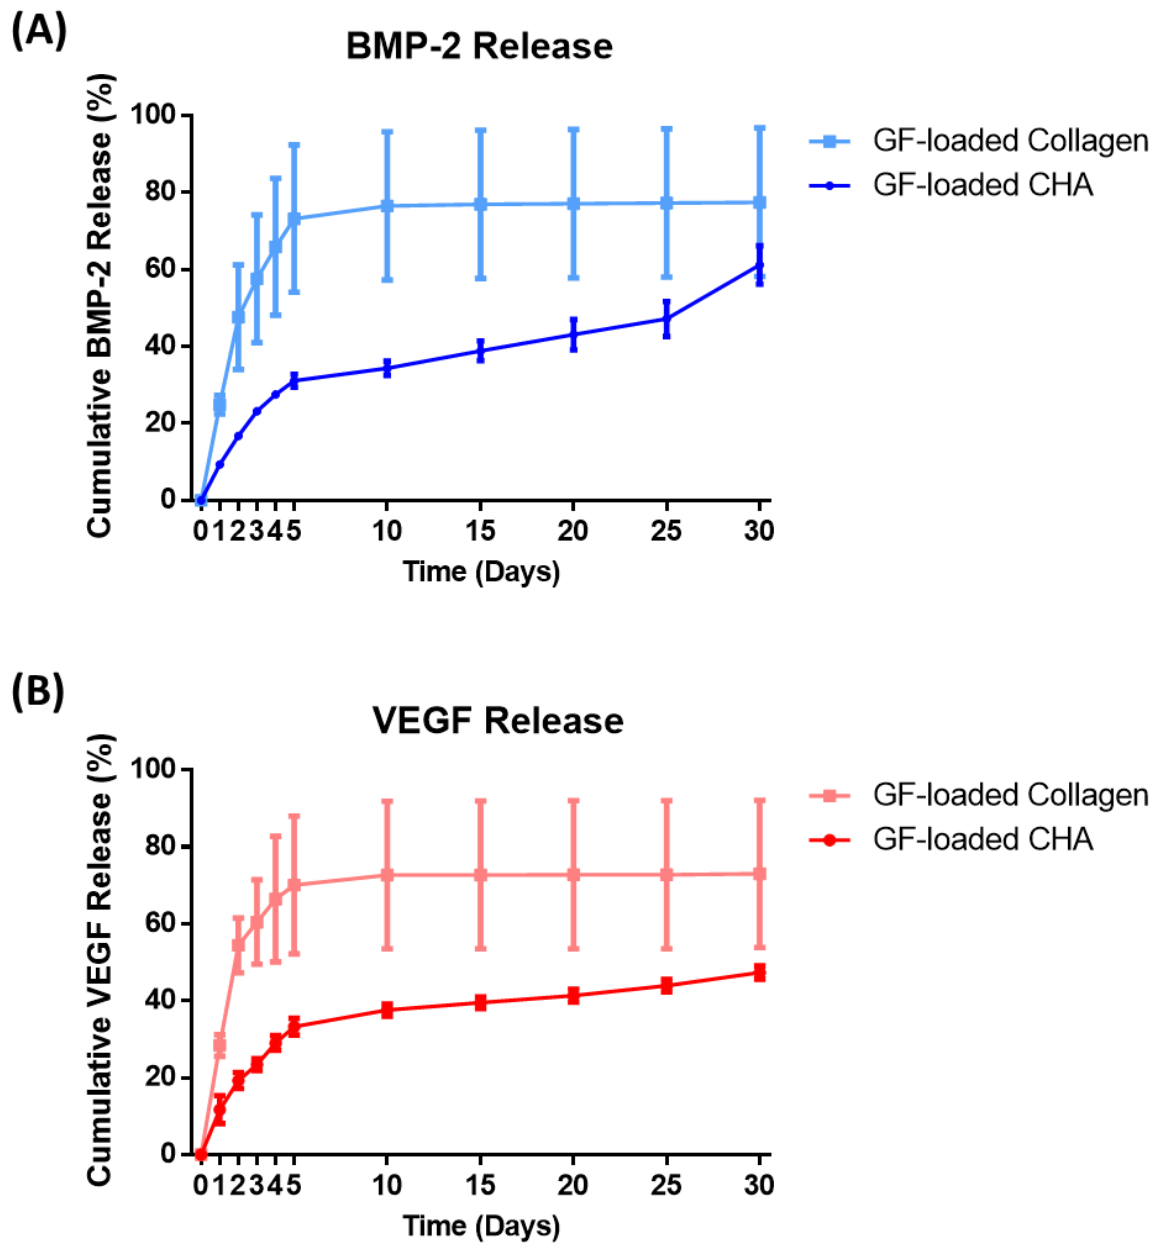 (A)
BMP-2 Release
Cumulative BMP-2 Release (%)
100
80
60
40
20
0
0 1 2 3 4 5 10 15 20 25 30
Time (Days)
GF-loaded Collagen
GF-loaded CHA
(B)
VEGF Release
Cumulative VEGF Release (%)
100
80
60
40
20
0
0 1 2 3 4 5 10 15 20 25 30
Time (Days)
GF-loaded Collagen
GF-loaded CHA